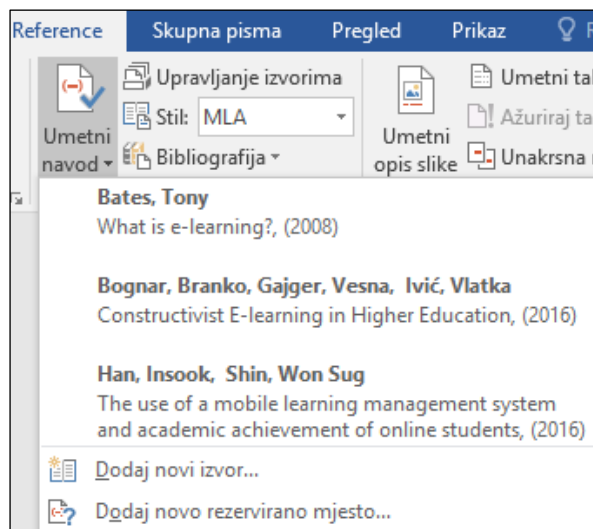 Reference Skupna pisma Pregled Prikaz
Umetni navod
Upravljanje izvorima
Stil: MLA
Bibliografija
Umetni opis slike
Umetni
Ažuriraj
Unakrsna
Bates, Tony
What is e-learning?, (2008)
Bognar, Branko, Gajger, Vesna, Ivić, Vlatka
Constructivist E-learning in Higher Education, (2016)
Han, Insook, Shin, Won Sug
The use of a mobile learning management system
and academic achievement of online students, (2016)
Dodaj novi izvor...
Dodaj novo rezervirano mjesto...